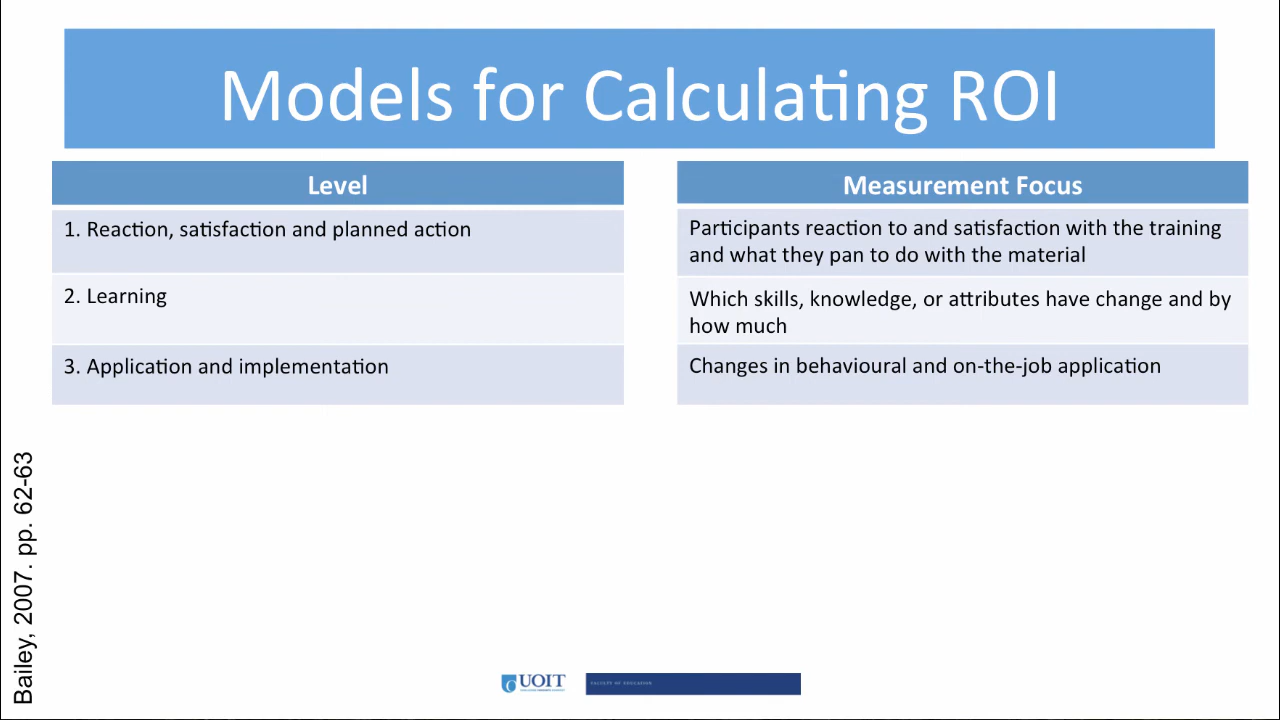 Models for Calculating ROI
Level
Measurement Focus
1. Reaction, satisfaction and planned action
Participants reaction to and satisfaction with the training
and what they pan to do with the material
2. Learning
Which skills, knowledge, or attributes have change and by
how much
3. Application and implementation
Changes in behavioural and on-the-job application
Bailey, 2007. pp. 62-63
UOIT
FACULTY OF EDUCATION